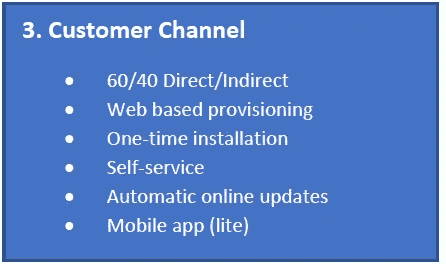 3. Customer Channel
• 60/40 Direct/Indirect
• Web based provisioning
• One-time installation
• Self-service
• Automatic online updates
• Mobile app (lite)